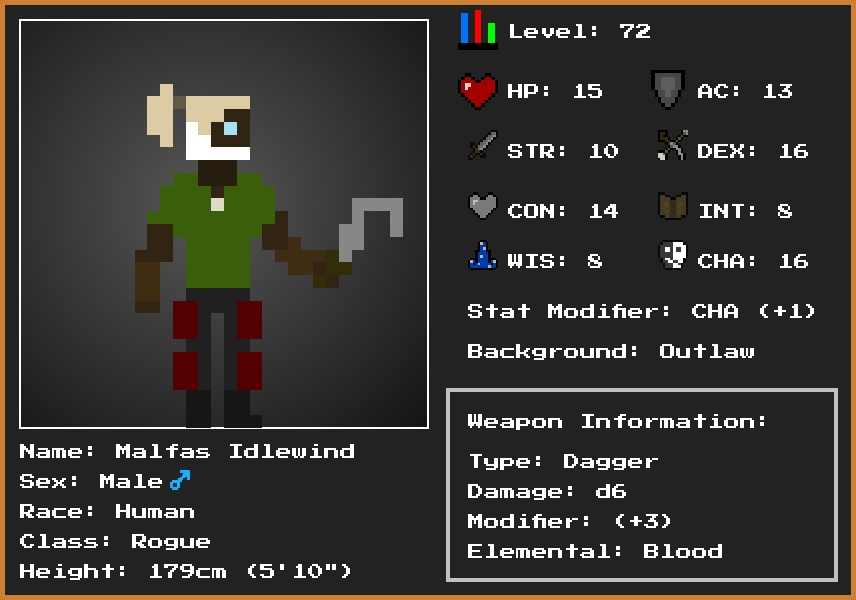 Level: 72
HP: 15 AC: 13
STR: 10 DEX: 16
CON: 14 INT: 8
WIS: 8 CHA: 16
Stat Modifier: CHA (+1)
Background: Outlaw
Weapon Information:
Type: Dagger
Damage: d6
Modifier: (+3)
Elemental: Blood
Name: Malfas Idlewind
Sex: Male ♂
Race: Human
Class: Rogue
Height: 179cm (5'10")